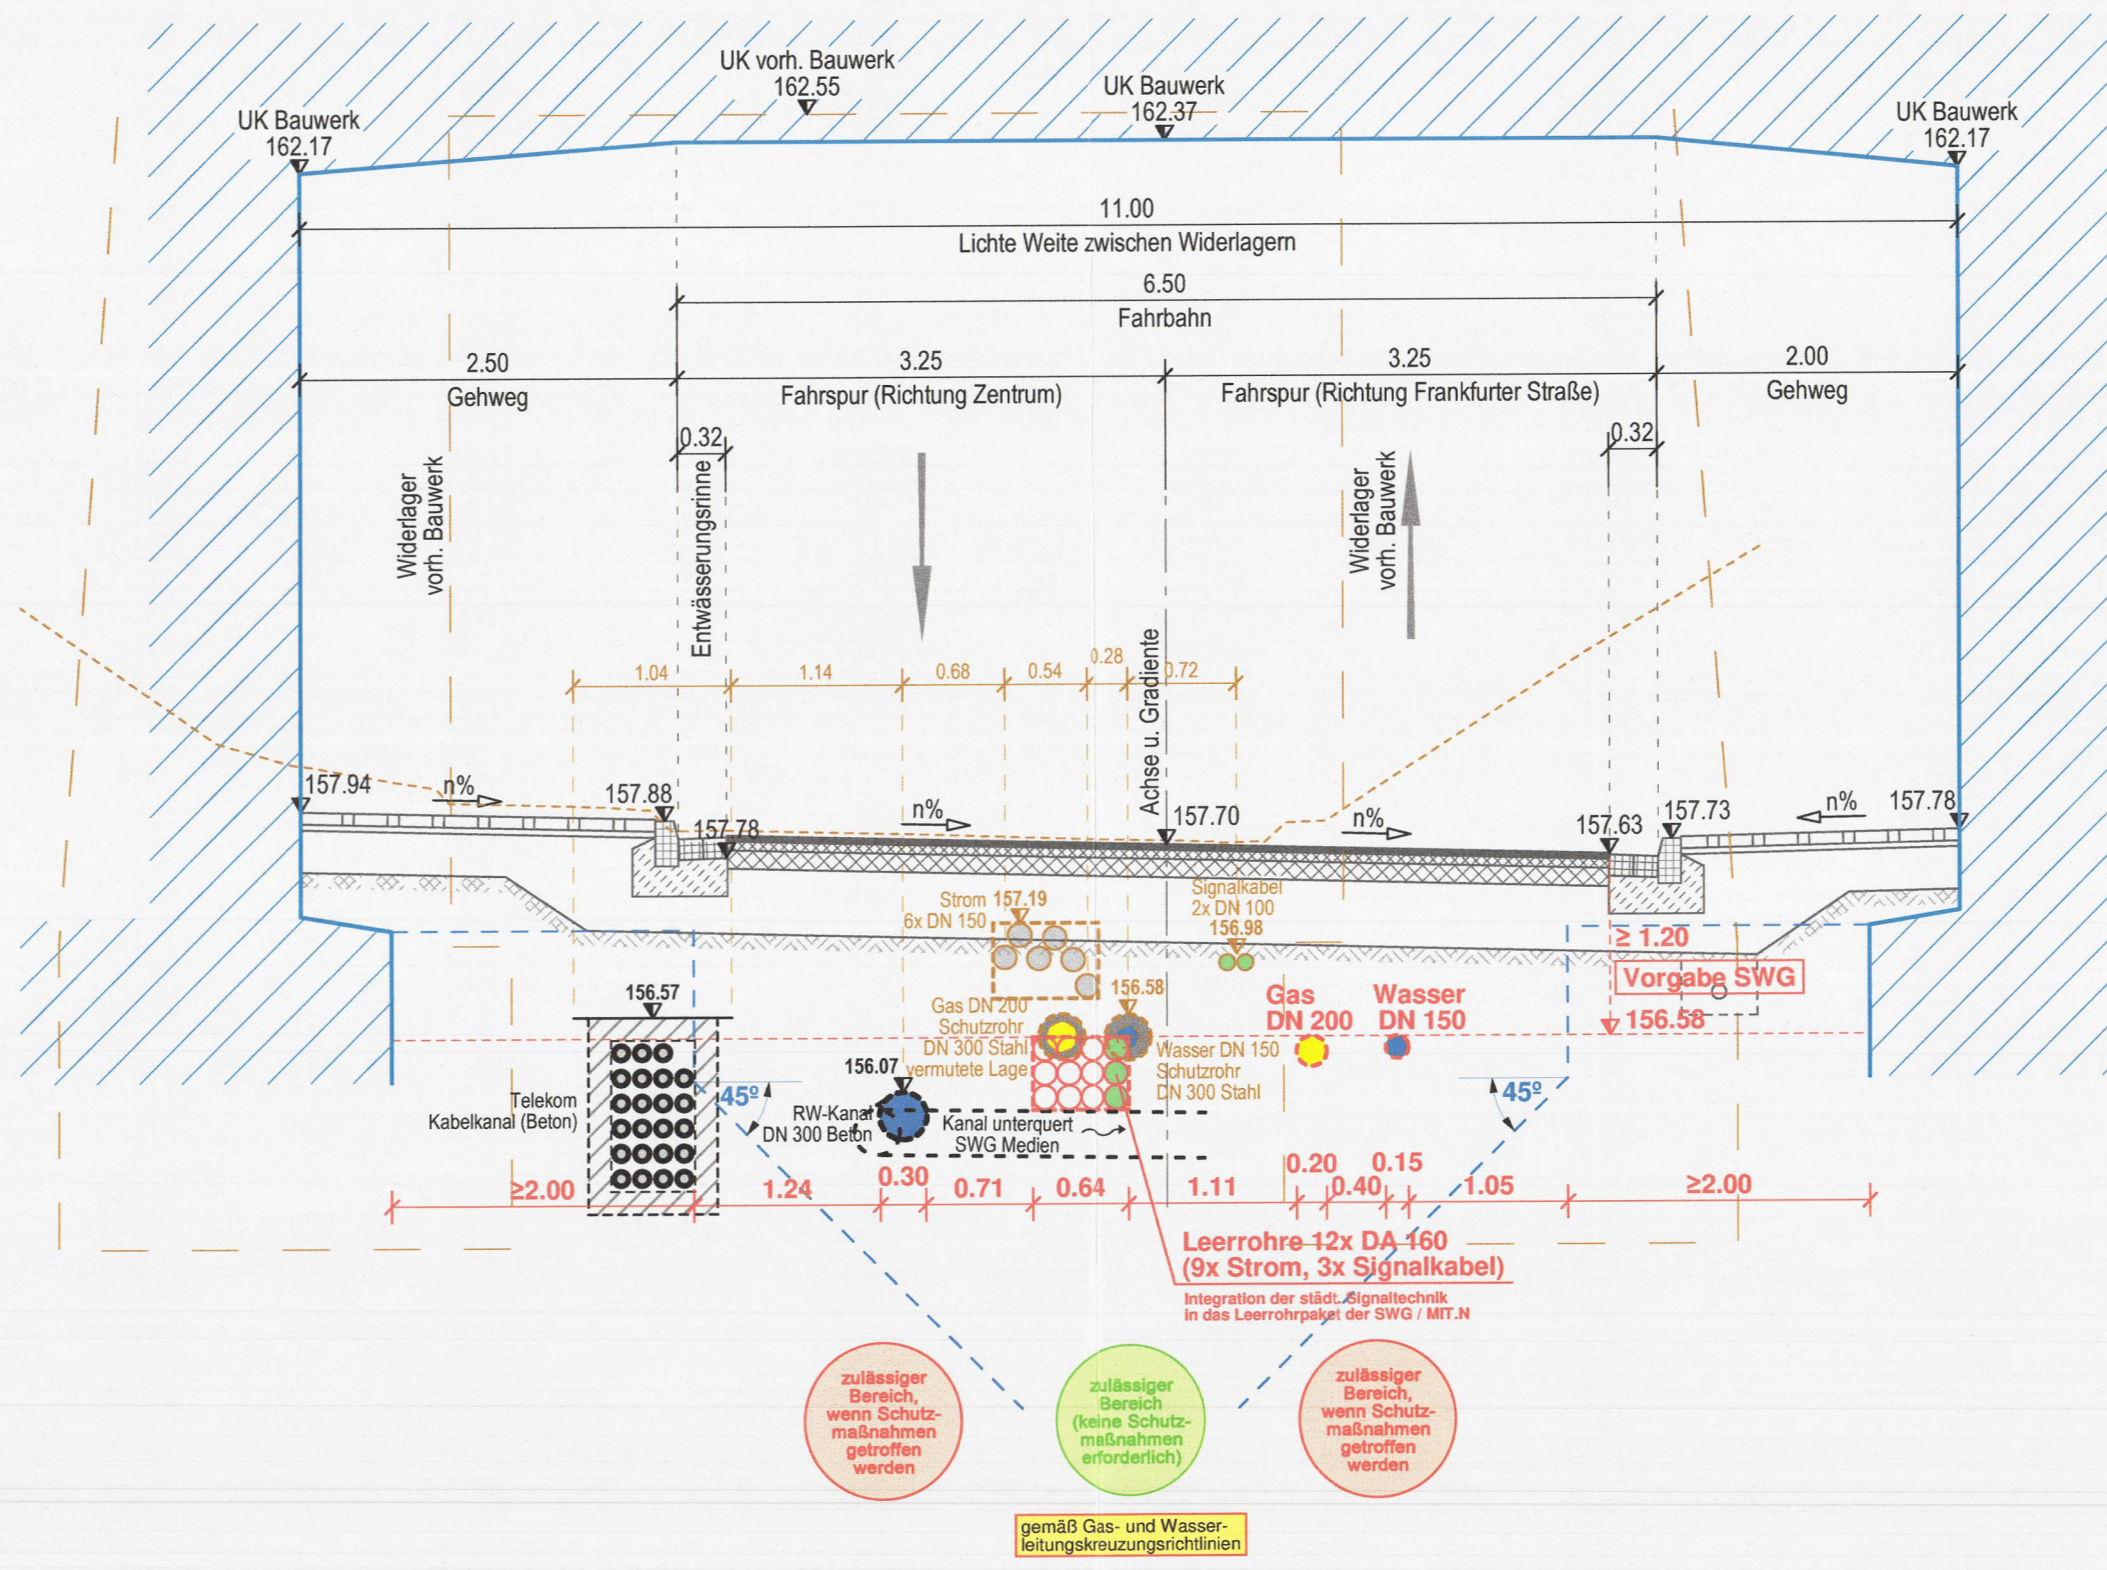 UK vorh. Bauwerk
162.55
UK Bauwerk
162.37
UK Bauwerk
162.17
UK Bauwerk
162.17
11.00
Lichte Weite zwischen Widerlagern
6.50
Fahrbahn
2.50
Gehweg
3.25
Fahrspur (Richtung Zentrum)
3.25
Fahrspur (Richtung Frankfurter Straße)
2.00
Gehweg
0.32
0.32
Widerlager
vorh. Bauwerk
Entwässerungsrinne
Widerlager
vorh. Bauwerk
Achse u. Gradiente
1.04
1.14
0.68
0.54
0.28
0.72
157.94
n%
157.88
157.78
n%
157.70
n%
157.63
157.73
n%
157.78
Strom 157.19
6x DN 150
Signalkabel
2x DN 100
156.98
≥ 1.20
Vorgabe SWG
156.58
156.57
Gas DN 200
Schutzrohr
DN 300 Stahl
vermutete Lage
156.58
Wasser DN 150
Schutzrohr
DN 300 Stahl
Gas
DN 200
Wasser
DN 150
156.07
Telekom
Kabelkanal (Beton)
45º
RW-Kanal
DN 300 Beton
Kanal unterquert
SWG Medien
45º
≥2.00
1.24
0.30
0.71
0.64
1.11
0.20
0.40
0.15
1.05
≥2.00
Leerrohre 12x DA 160
(9x Strom, 3x Signalkabel)
Integration der städt. Signaltechnik
in das Leerrohrpaket der SWG / MIT.N
zulässiger
Bereich,
wenn Schutz-
maßnahmen
getroffen
werden
zulässiger
Bereich
(keine Schutz-
maßnahmen
erforderlich)
zulässiger
Bereich,
wenn Schutz-
maßnahmen
getroffen
werden
gemäß Gas- und Wasser-
leitungskreuzungsrichtlinien